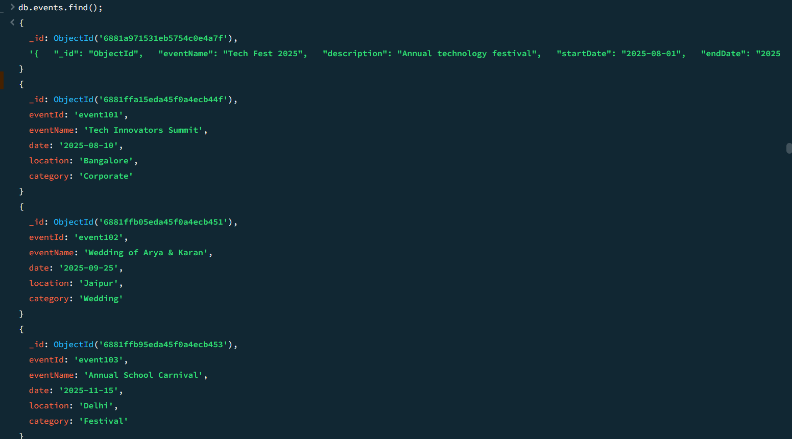 > db.events.find();
< {
_id: ObjectId('6881a971531eb5754c0e4a7f'),
'{   "_id": "ObjectId",   "eventName": "Tech Fest 2025",   "description": "Annual technology festival",   "startDate": "2025-08-01",   "endDate": "2025
}
{
_id: ObjectId('6881ffa15eda45f0a4ecb44f'),
eventId: 'event101',
eventName: 'Tech Innovators Summit',
date: '2025-08-10',
location: 'Bangalore',
category: 'Corporate'
}
{
_id: ObjectId('6881ffb05eda45f0a4ecb451'),
eventId: 'event102',
eventName: 'Wedding of Arya & Karan',
date: '2025-09-25',
location: 'Jaipur',
category: 'Wedding'
}
{
_id: ObjectId('6881ffb95eda45f0a4ecb453'),
eventId: 'event103',
eventName: 'Annual School Carnival',
date: '2025-11-15',
location: 'Delhi',
category: 'Festival'
}